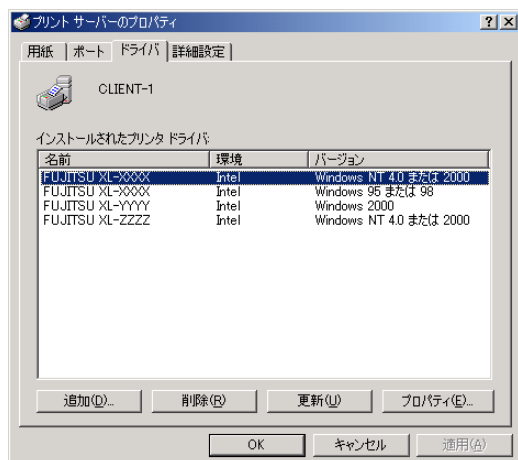 プリント サーバーのプロパティ
用紙 ポート ドライバ 詳細設定
CLIENT-1
インストールされたプリンタ ドライバ:
名前 環境 バージョン
FUJITSU XL-XXXX Intel Windows NT 4.0 または 2000
FUJITSU XL-XXXX Intel Windows 95 または 98
FUJITSU XL-YYYY Intel Windows 2000
FUJITSU XL-ZZZZ Intel Windows NT 4.0 または 2000
追加(D)... 削除(R) 更新(U) プロパティ(E)...
OK キャンセル 適用(A)